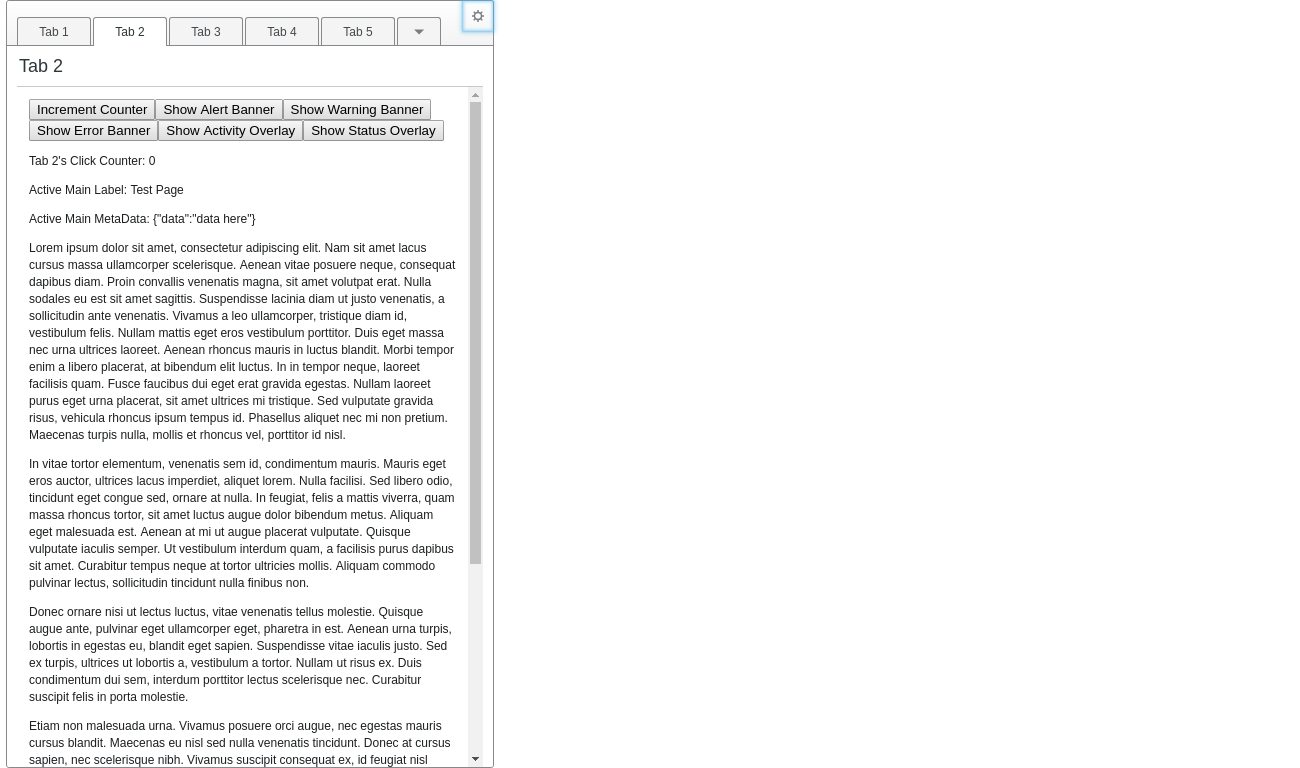 Tab 1
Tab 2
Tab 3
Tab 4
Tab 5
Tab 2
Increment Counter Show Alert Banner Show Warning Banner
Show Error Banner Show Activity Overlay Show Status Overlay
Tab 2's Click Counter: 0
Active Main Label: Test Page
Active Main MetaData: {"data":"data here"}
Lorem ipsum dolor sit amet, consectetur adipiscing elit. Nam sit amet lacus
cursus massa ullamcorper scelerisque. Aenean vitae posuere neque, consequat
dapibus diam. Proin convallis venenatis magna, sit amet volutpat erat. Nulla
sodales eu est sit amet sagittis. Suspendisse lacinia diam ut justo venenatis, a
sollicitudin ante venenatis. Vivamus a leo ullamcorper, tristique diam id,
vestibulum felis. Nullam mattis eget eros vestibulum porttitor. Duis eget massa
nec urna ultrices laoreet. Aenean rhoncus mauris in luctus blandit. Morbi tempor
enim a libero placerat, at bibendum elit luctus. In in tempor neque, laoreet
facilisis quam. Fusce faucibus dui eget erat gravida egestas. Nullam laoreet
purus eget urna placerat, sit amet ultrices mi tristique. Sed vulputate gravida
risus, vehicula rhoncus ipsum tempus id. Phasellus aliquet nec mi non pretium.
Maecenas turpis nulla, mollis et rhoncus vel, porttitor id nisl.
In vitae tortor elementum, venenatis sem id, condimentum mauris. Mauris eget
eros auctor, ultrices lacus imperdiet, aliquet lorem. Nulla facilisi. Sed libero odio,
tincidunt eget congue sed, ornare at nulla. In feugiat, felis a mattis viverra, quam
massa rhoncus tortor, sit amet luctus augue dolor bibendum metus. Aliquam
eget malesuada est. Aenean at mi ut augue placerat vulputate. Quisque
vulputate iaculis semper. Ut vestibulum interdum quam, a facilisis purus dapibus
sit amet. Curabitur tempus neque at tortor ultricies mollis. Aliquam commodo
pulvinar lectus, sollicitudin tincidunt nulla finibus non.
Donec ornare nisi ut lectus luctus, vitae venenatis tellus molestie. Quisque
augue ante, pulvinar eget ullamcorper eget, pharetra in est. Aenean urna turpis,
lobortis in egestas eu, blandit eget sapien. Suspendisse vitae iaculis justo. Sed
ex turpis, ultrices ut lobortis a, vestibulum a tortor. Nullam ut risus ex. Duis
condimentum dui sem, interdum porttitor lectus scelerisque nec. Curabitur
suscipit felis in porta molestie.
Etiam non malesuada urna. Vivamus posuere orci augue, nec egestas mauris
cursus blandit. Maecenas eu nisl sed nulla venenatis tincidunt. Donec at cursus
sapien, nec scelerisque nibh. Vivamus suscipit consequat ex, id feugiat nisl